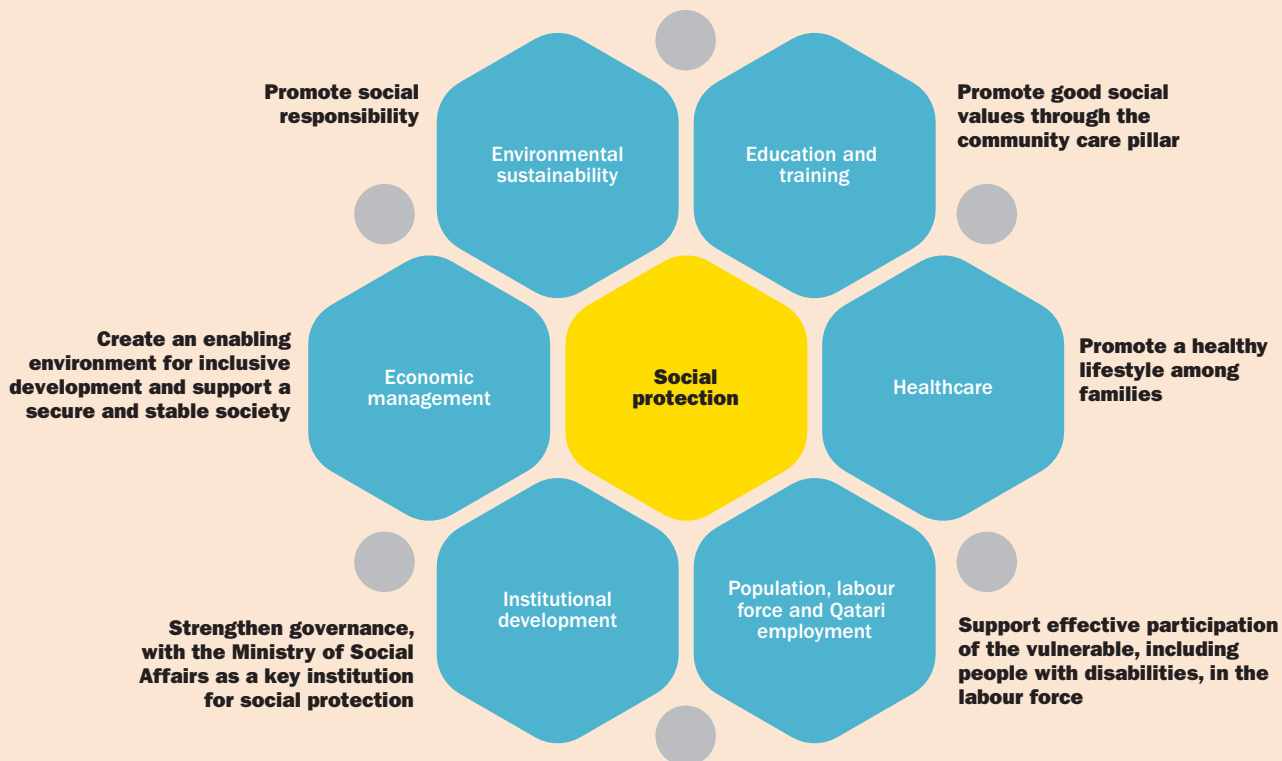 Promote social
responsibility
Environmental
sustainability
Education and
training
Promote good social
values through the
community care pillar
Create an enabling
environment for inclusive
development and support a
secure and stable society
Economic
management
Social
protection
Healthcare
Promote a healthy
lifestyle among
families
Strengthen governance,
with the Ministry of Social
Affairs as a key institution
for social protection
Institutional
development
Population, labour
force and Qatari
employment
Support effective participation
of the vulnerable, including
people with disabilities, in the
labour force